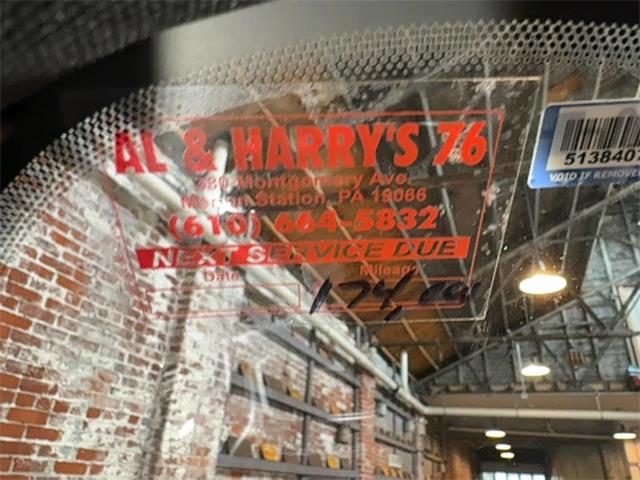 AL & HARRY'S 76
Montgomery Ave.
Merion Station, PA 19066
(610) 664-5832
NEXT SERVICE DUE
Date Mileage
5138407
VOID IF REMOVED